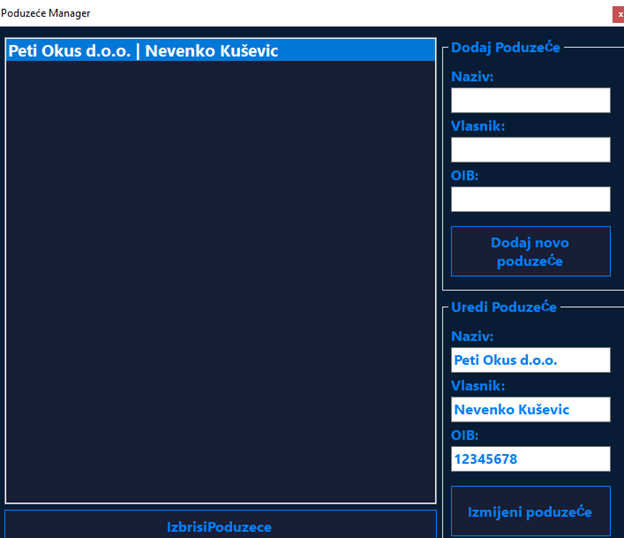 Poduzeće Manager
x
Peti Okus d.o.o. | Nevenko Kuševic
IzbrisiPoduzece
Dodaj Poduzeće
Naziv:
Vlasnik:
OIB:
Dodaj novo
poduzeće
Uredi Poduzeće
Naziv:
Peti Okus d.o.o.
Vlasnik:
Nevenko Kuševic
OIB:
12345678
Izmijeni poduzeće